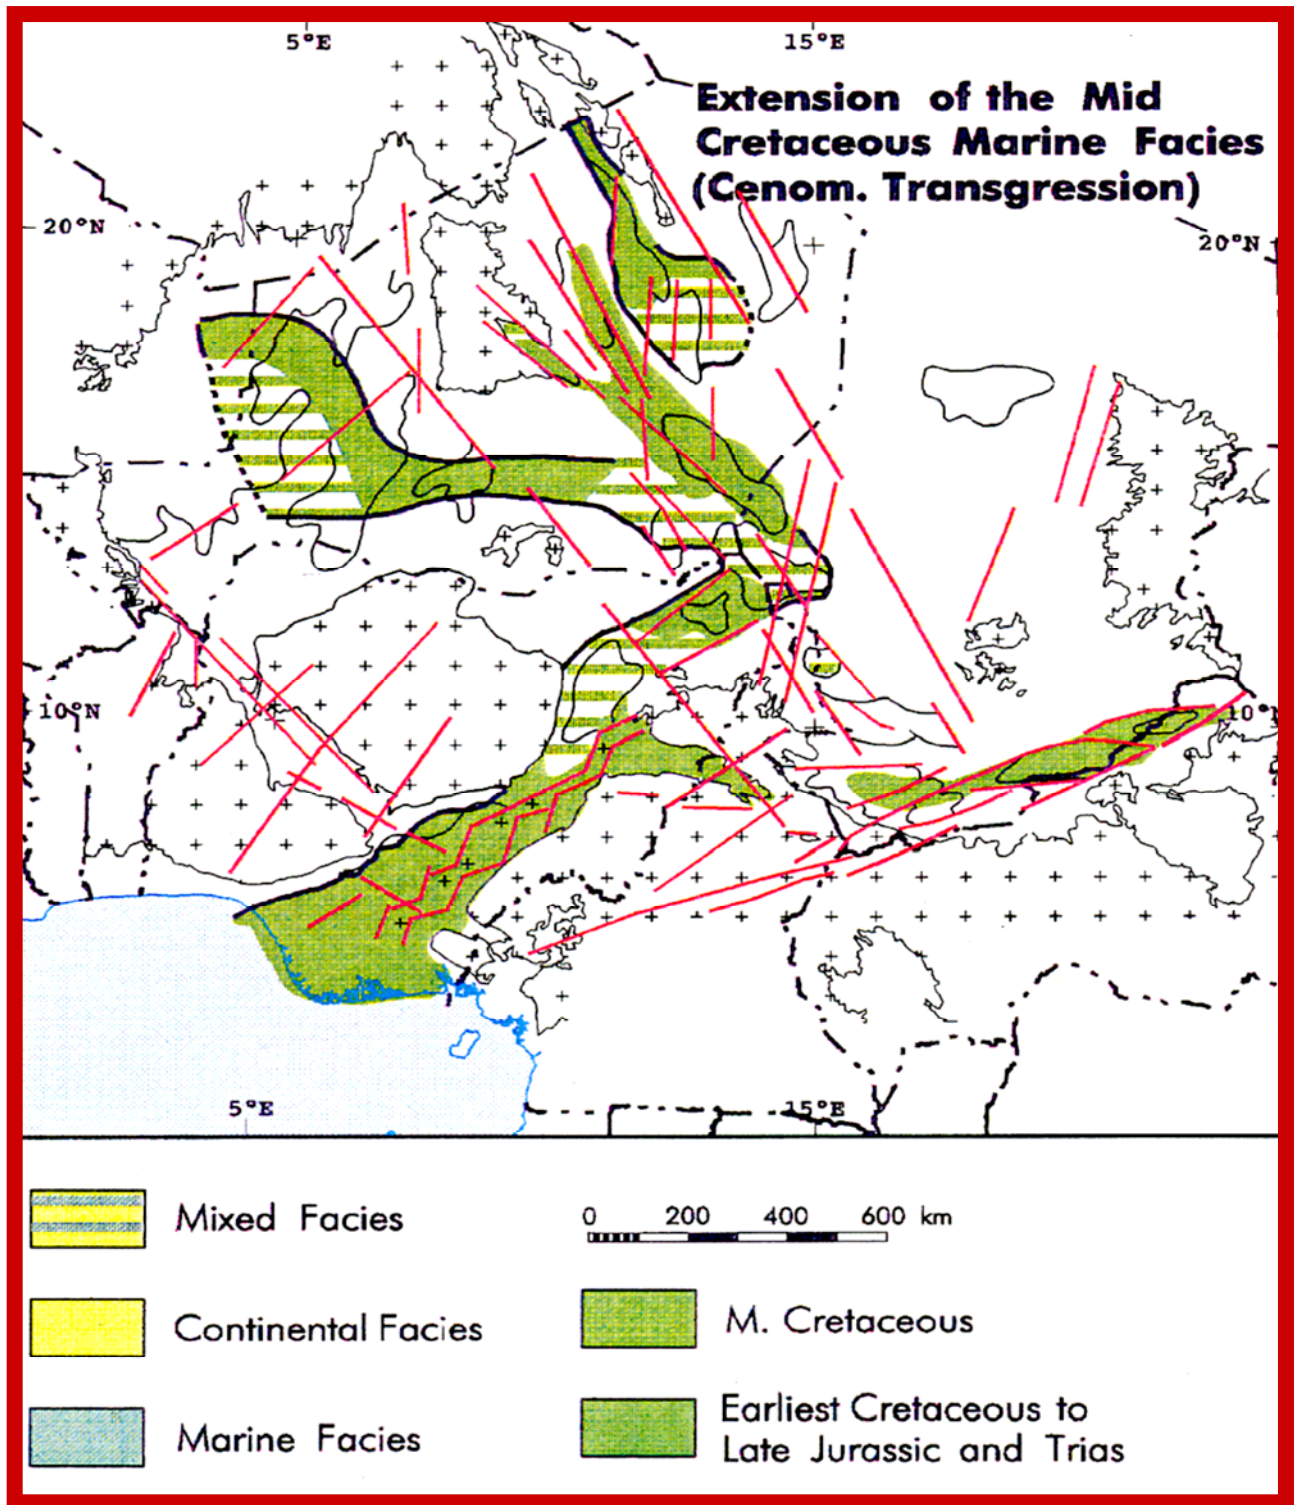 5°E 15°E
Extension of the Mid
Cretaceous Marine Facies
(Cenom. Transgression)
20°N 20°N
10°N 10°N
5°E 15°E
Mixed Facies
0 200 400 600 km
Continental Facies
M. Cretaceous
Marine Facies
Earliest Cretaceous to
Late Jurassic and Trias